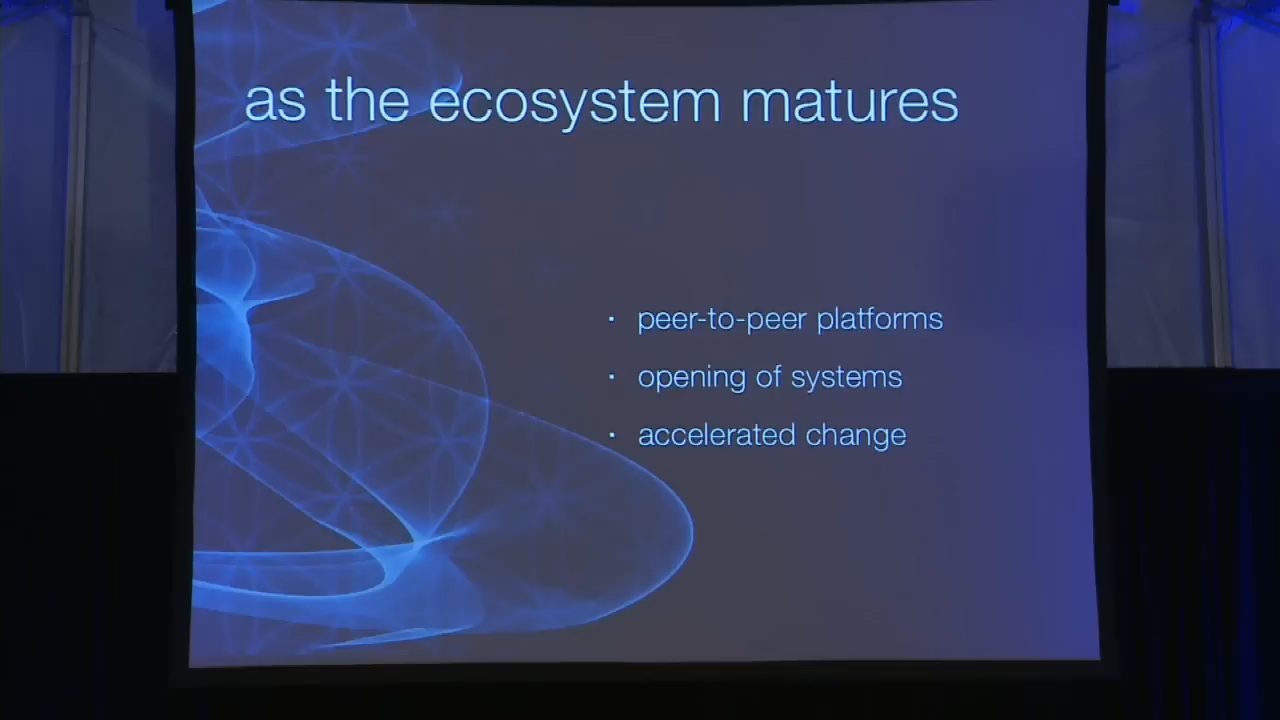 as the ecosystem matures
· peer-to-peer platforms
· opening of systems
· accelerated change